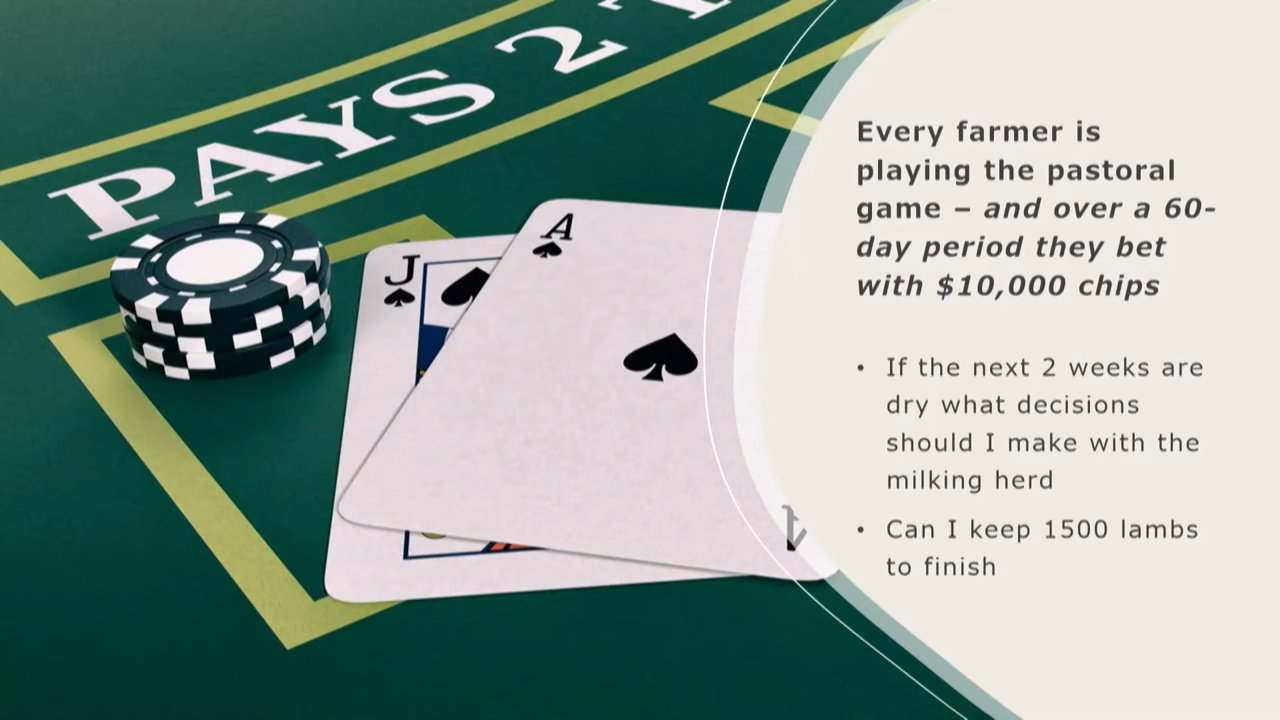 PAYS 2 T
J
A
Every farmer is
playing the pastoral
game – and over a 60-
day period they bet
with $10,000 chips
• If the next 2 weeks are
dry what decisions
should I make with the
milking herd
• Can I keep 1500 lambs
to finish